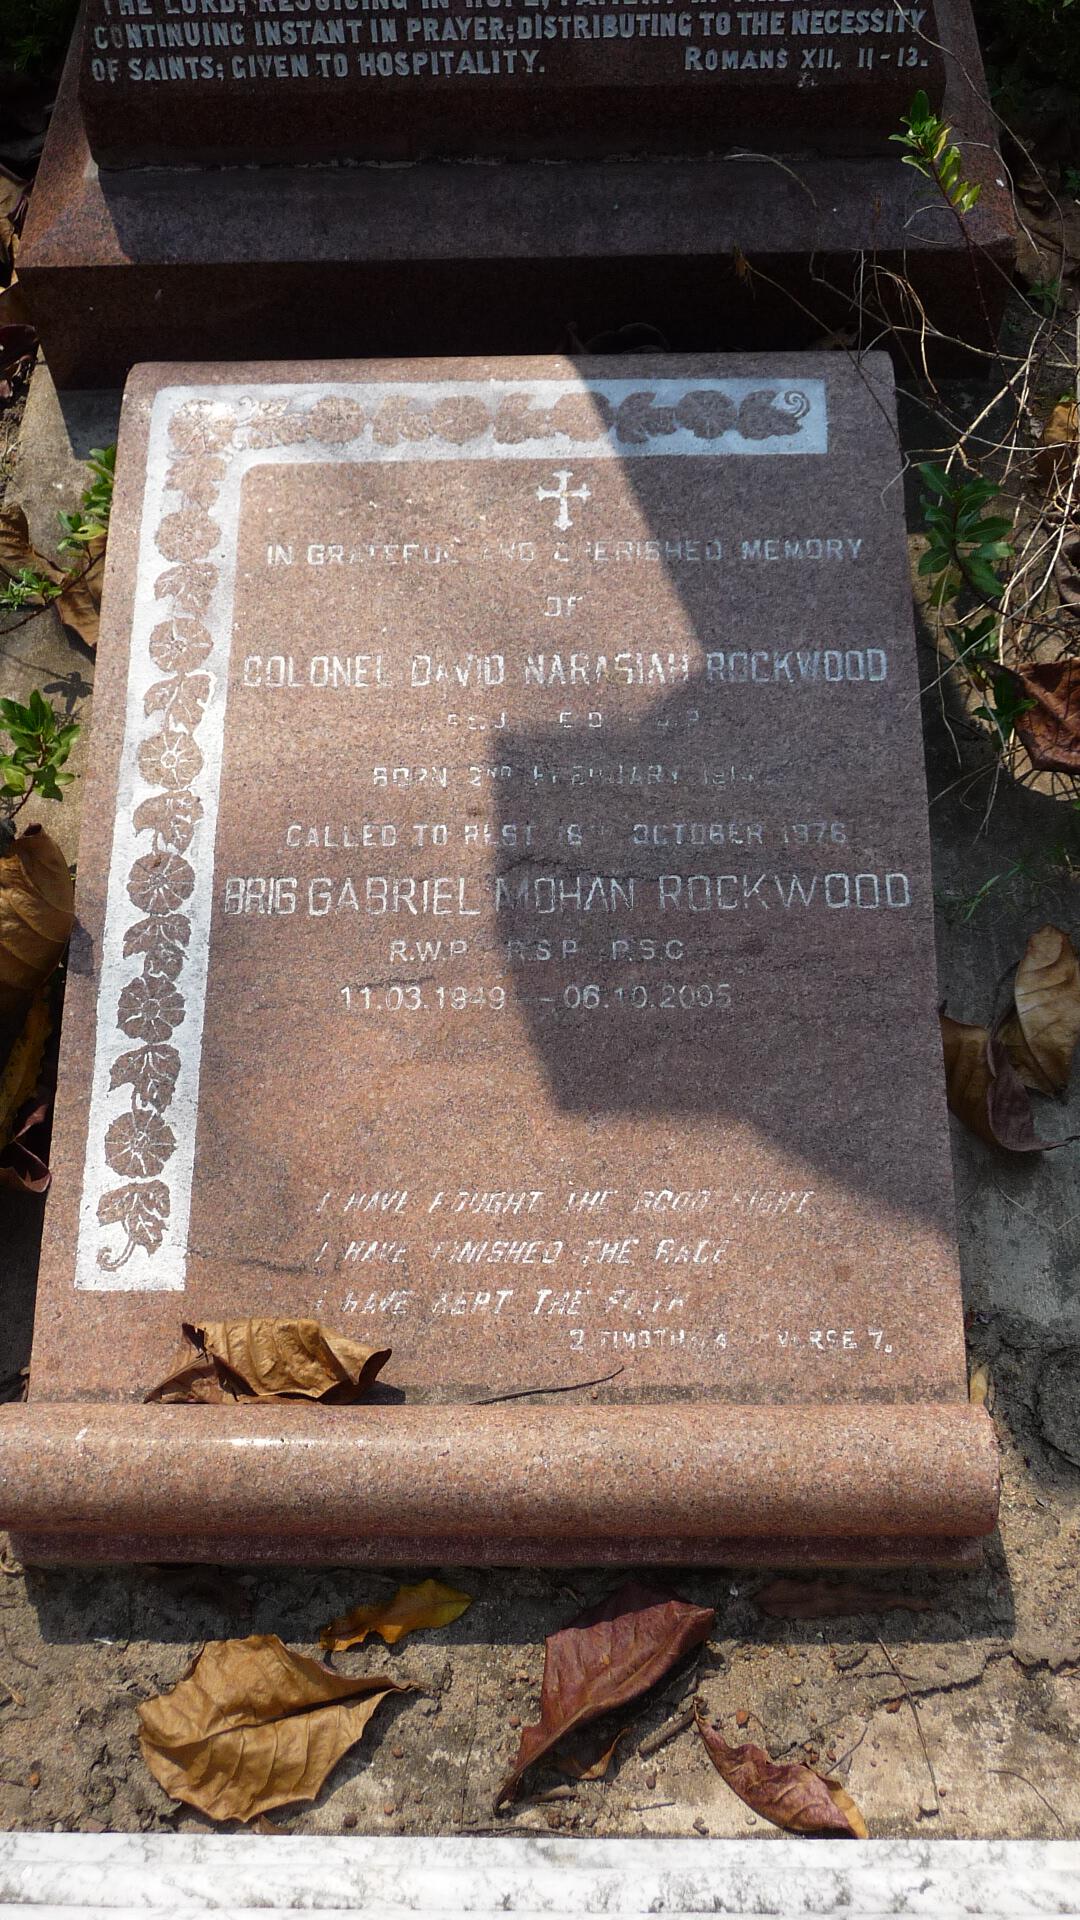 CONTINUING INSTANT IN PRAYER; DISTRIBUTING TO THE NECESSITY
OF SAINTS; GIVEN TO HOSPITALITY. ROMANS XII. 11-13.
IN GRATEFUL AND CHERISHED MEMORY
OF
COLONEL DAVID NARASIAH ROCKWOOD
BORN 2ND FEBRUARY
CALLED TO REST OCTOBER 1976
BRIG GABRIEL MOHAN ROCKWOOD
R.W.P R.S.P P.S.C
11.03.1949 - 06.10.2005
I HAVE FOUGHT THE GOOD FIGHT
I HAVE FINISHED THE RACE
I HAVE KEPT THE FAITH
2 TIMOTHY 4 VERSE 7.